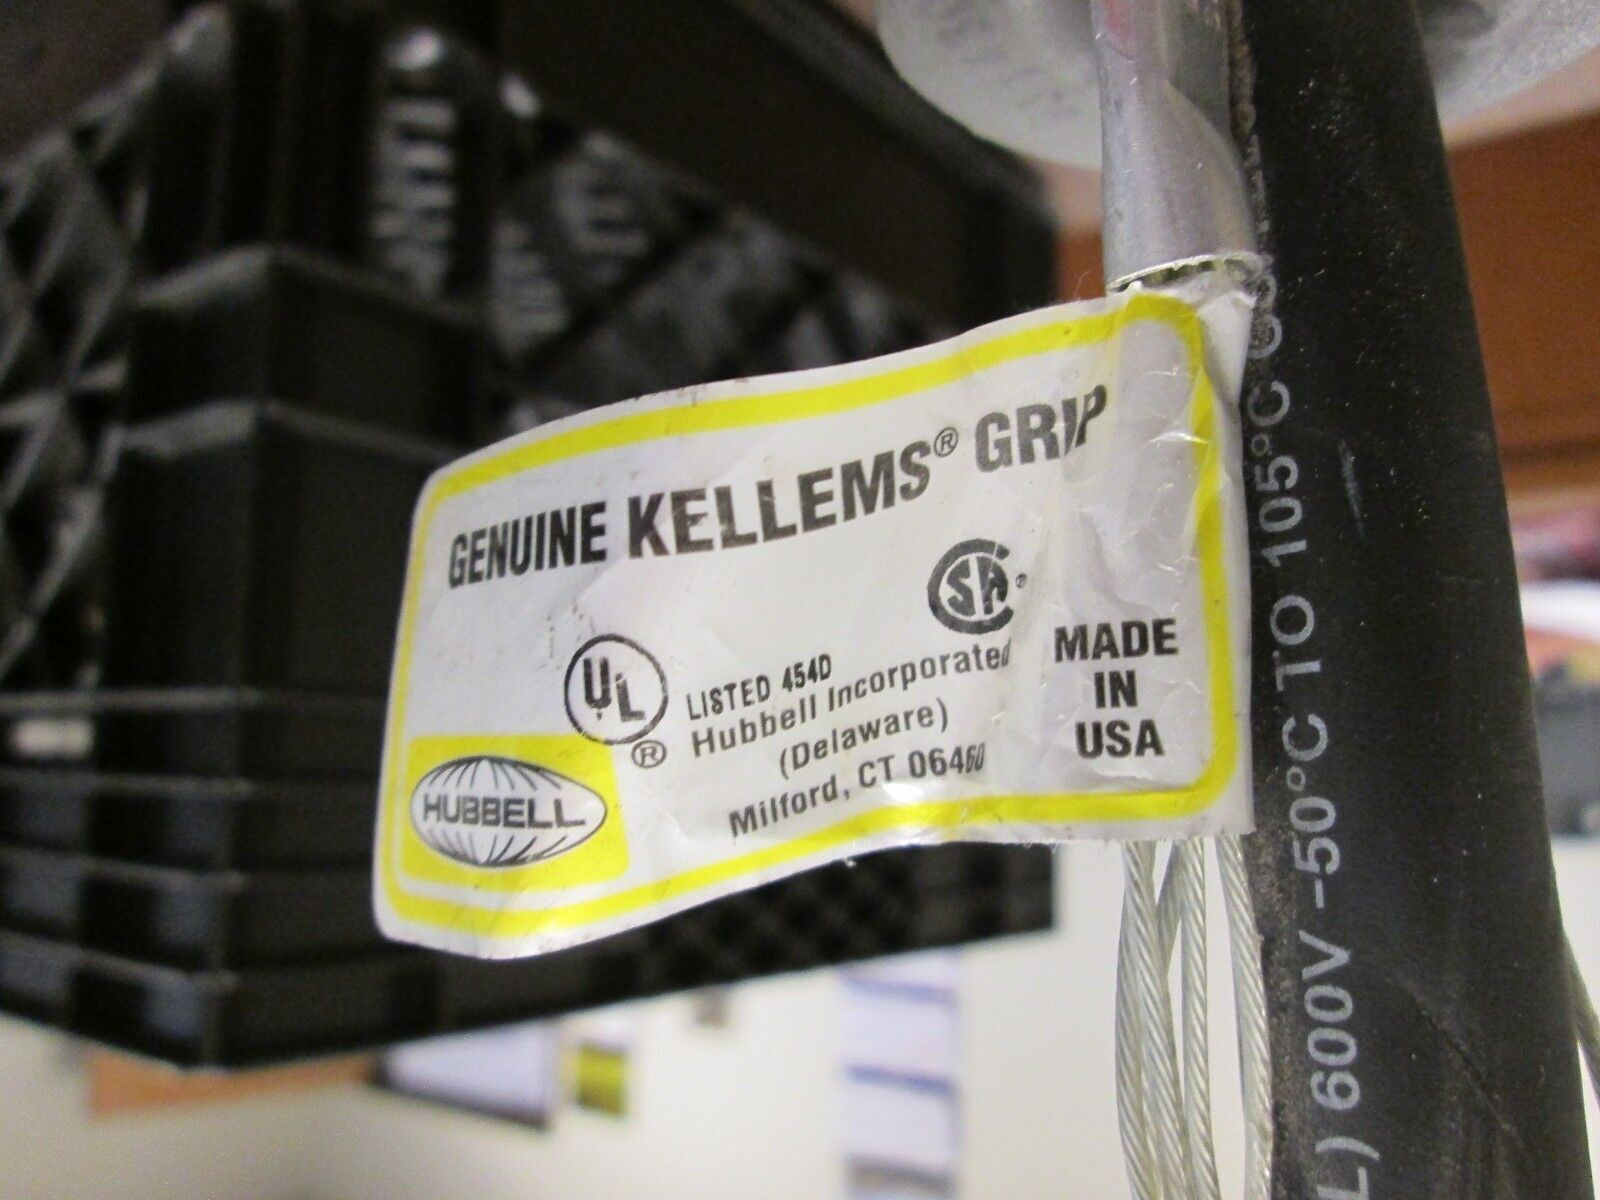 GENUINE KELLEMS® GRIP
SA®
UL®
LISTED 454D
Hubbell Incorporated
(Delaware)
Milford, CT 06460
MADE
IN
USA
HUBBELL
L) 600V -50°C TO 105°C